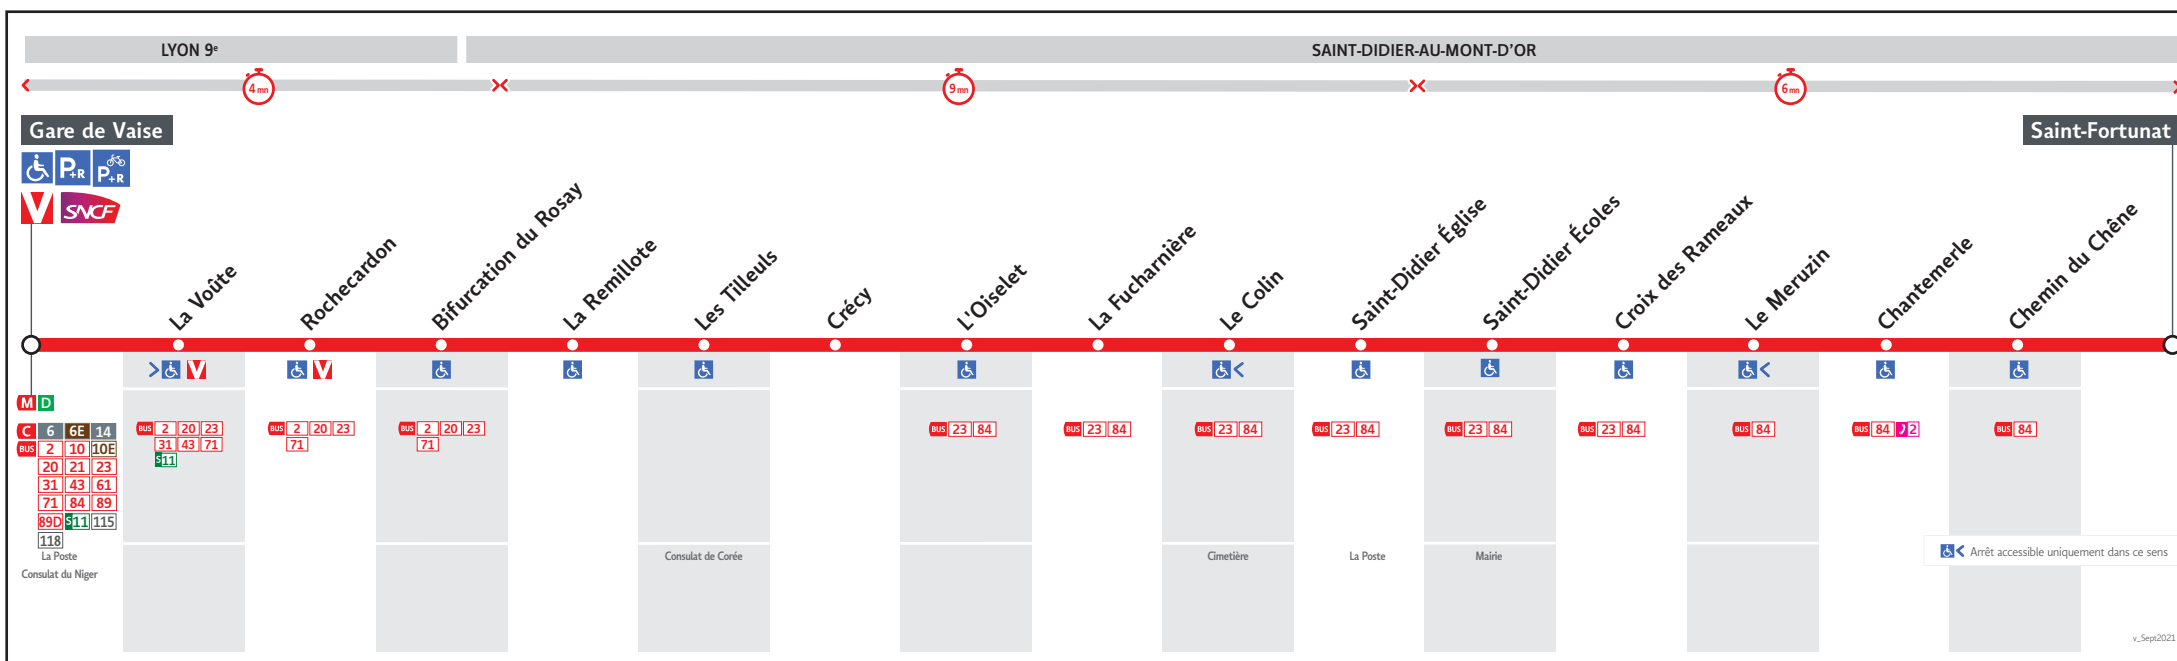 LYON 9e
SAINT-DIDIER-AU-MONT-D'OR
4 mn
9 mn
6 mn
Gare de Vaise
Saint-Fortunat
P+R
P+R
V
SNCF
La Voûte
Rochecardon
Bifurcation du Rosay
La Remillote
Les Tilleuls
Crécy
L'Oiselet
La Fucharnière
Le Colin
Saint-Didier Église
Saint-Didier Écoles
Croix des Rameaux
Le Meruzin
Chantemerle
Chemin du Chêne
V
V
M D
C 6 6E 14
BUS 2 10 10E
20 21 23
31 43 61
71 84 89
89D S11 115
118
La Poste
Consulat du Niger
BUS 2 20 23
31 43 71
S11
BUS 2 20 23
71
BUS 2 20 23
71
Consulat de Corée
BUS 23 84
BUS 23 84
BUS 23 84
Cimetière
BUS 23 84
La Poste
BUS 23 84
Mairie
BUS 23 84
BUS 84
BUS 84 2
BUS 84
Arrêt accessible uniquement dans ce sens
v_Sept2021